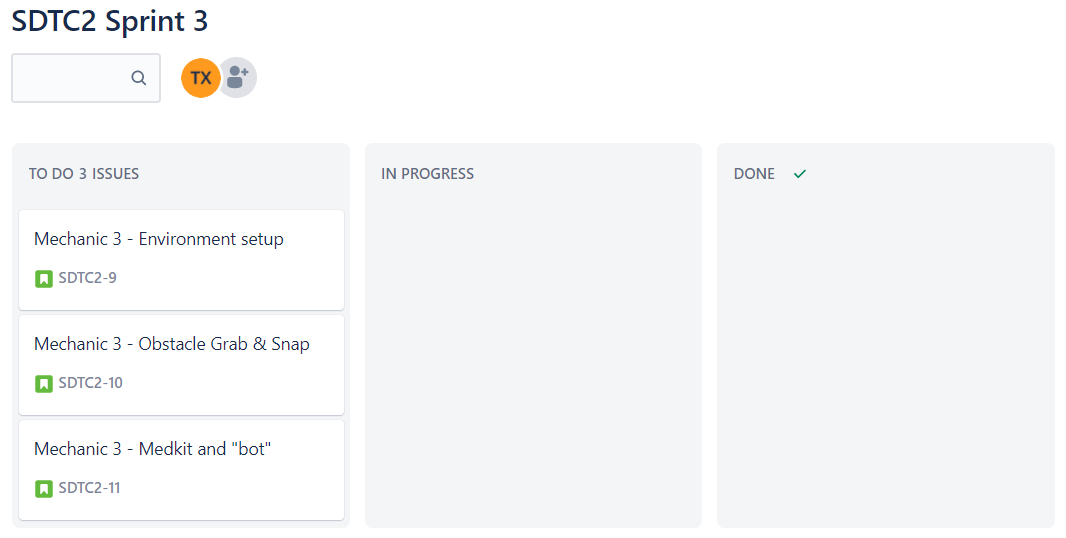 SDTC2 Sprint 3
TX
TO DO 3 ISSUES
Mechanic 3 - Environment setup
SDTC2-9
Mechanic 3 - Obstacle Grab & Snap
SDTC2-10
Mechanic 3 - Medkit and "bot"
SDTC2-11
IN PROGRESS
DONE